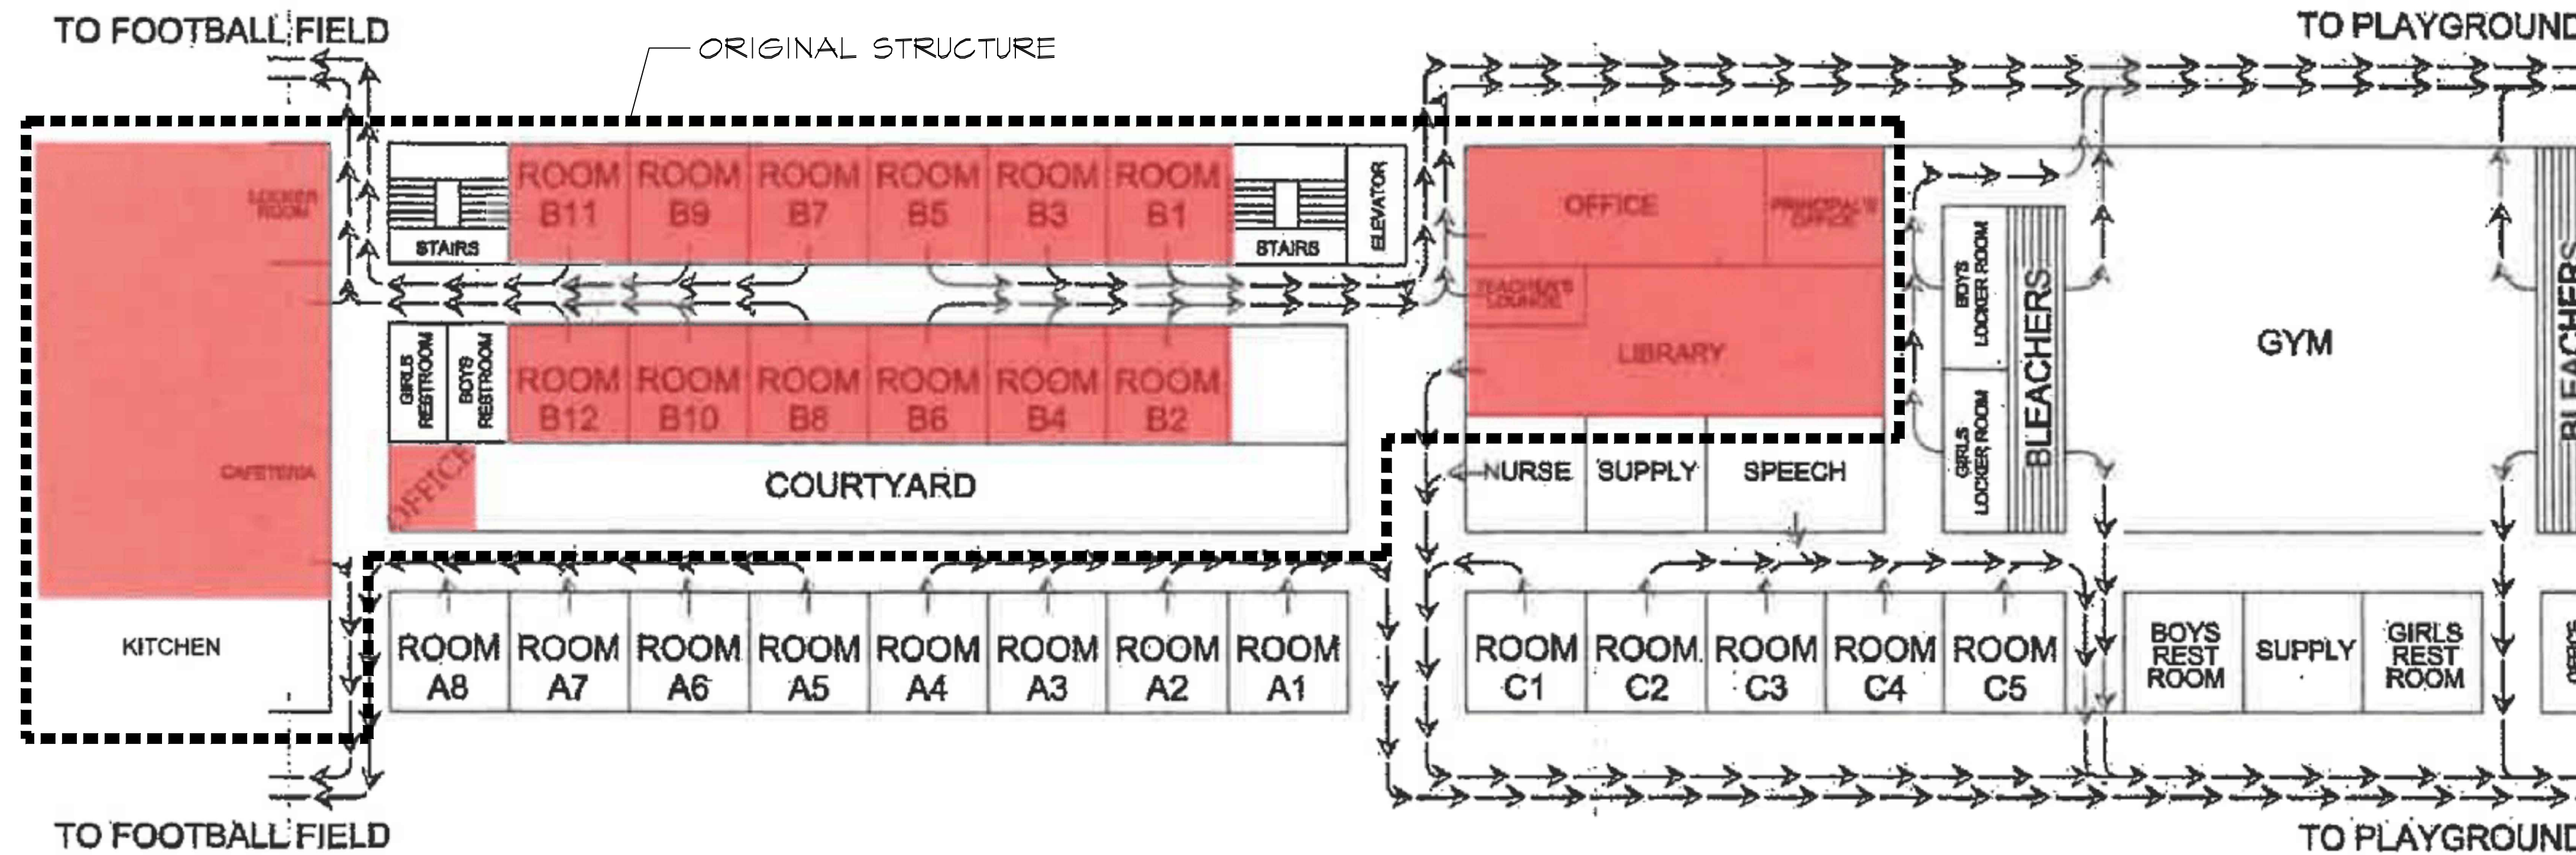 TO FOOTBALL FIELD
ORIGINAL STRUCTURE
TO PLAYGROUND
LOCKER
ROOM
ROOM
B11
ROOM
B9
ROOM
B7
ROOM
B5
ROOM
B3
ROOM
B1
STAIRS
STAIRS
ELEVATOR
OFFICE
PRINCIPAL'S
OFFICE
TEACHER'S
LOUNGE
LIBRARY
BOYS
LOCKER ROOM
GIRLS
LOCKER ROOM
BLEACHERS
GYM
BLEACHERS
GIRLS
RESTROOM
BOYS
RESTROOM
ROOM
B12
ROOM
B10
ROOM
B8
ROOM
B6
ROOM
B4
ROOM
B2
CAFETERIA
OFFICE
COURTYARD
NURSE
SUPPLY
SPEECH
KITCHEN
ROOM
A8
ROOM
A7
ROOM
A6
ROOM
A5
ROOM
A4
ROOM
A3
ROOM
A2
ROOM
A1
ROOM
C1
ROOM
C2
ROOM
C3
ROOM
C4
ROOM
C5
BOYS
REST
ROOM
SUPPLY
GIRLS
REST
ROOM
TO FOOTBALL FIELD
TO PLAYGROUND